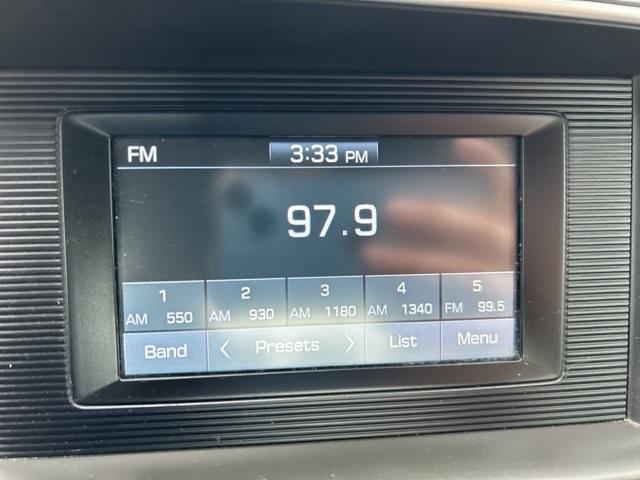 FM 3:33 PM
97.9
1 2 3 4 5
AM 550 AM 930 AM 1180 AM 1340 FM 99.5
Band < Presets > List Menu